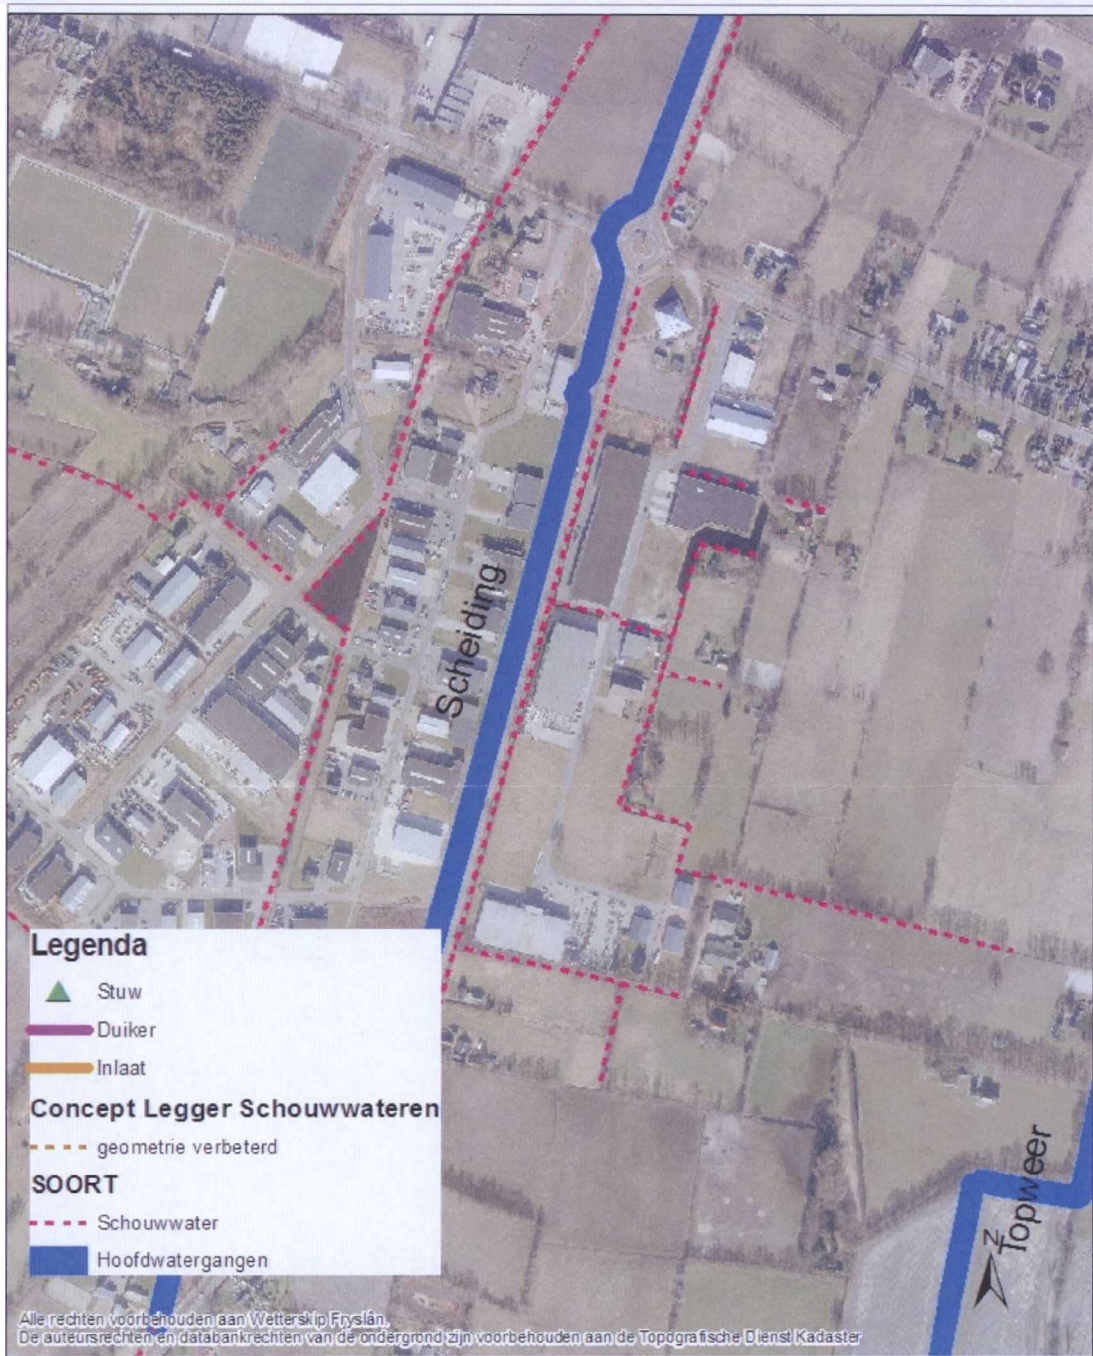 Scheiding
Legenda
Stuw
Duiker
Inlaat
Concept Legger Schouwwateren
geometrie verbeterd
SOORT
Schouwwater
Hoofdwatergangen
Topweer
N
Alle rechten voorbehouden aan Wetterskip Fryslân.
De auteursrechten en databankrechten van de ondergrond zijn voorbehouden aan de Topografische Dienst Kadaster